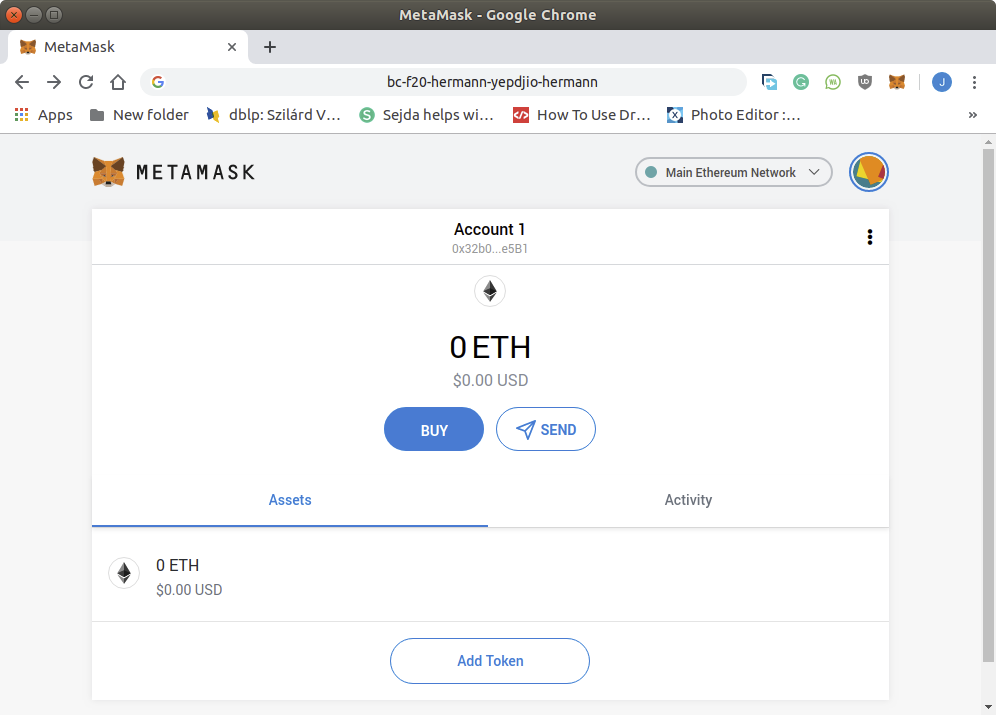 MetaMask - Google Chrome
MetaMask
bc-f20-hermann-yepdjio-hermann
J
Apps New folder dblp: Szilárd V... Sejda helps wi... How To Use Dr... Photo Editor :... »
METAMASK
Main Ethereum Network
Account 1
0x32b0...e5B1
0 ETH
$0.00 USD
BUY SEND
Assets Activity
0 ETH
$0.00 USD
Add Token